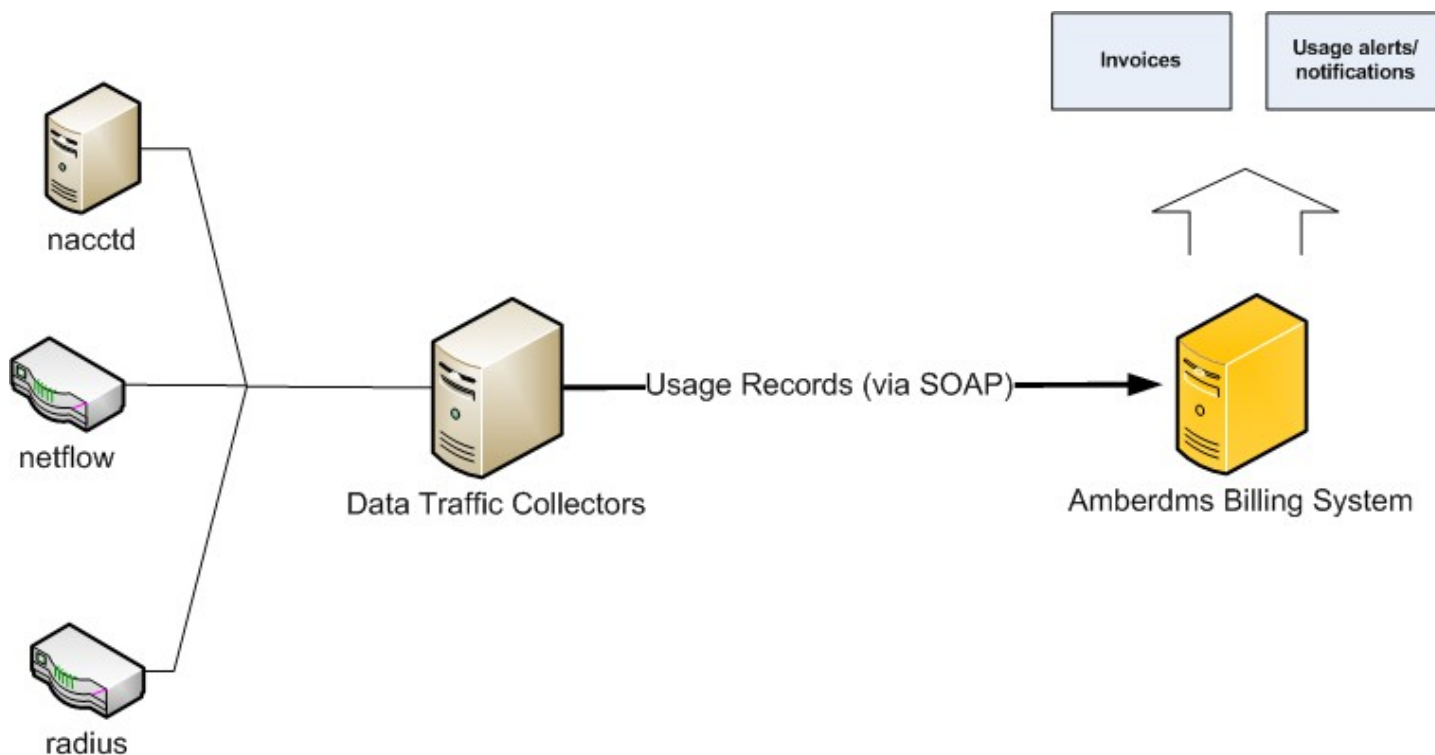 Invoices
Usage alerts/
notifications
nacctd
netflow
Usage Records (via SOAP)
Data Traffic Collectors
Amberdms Billing System
radius